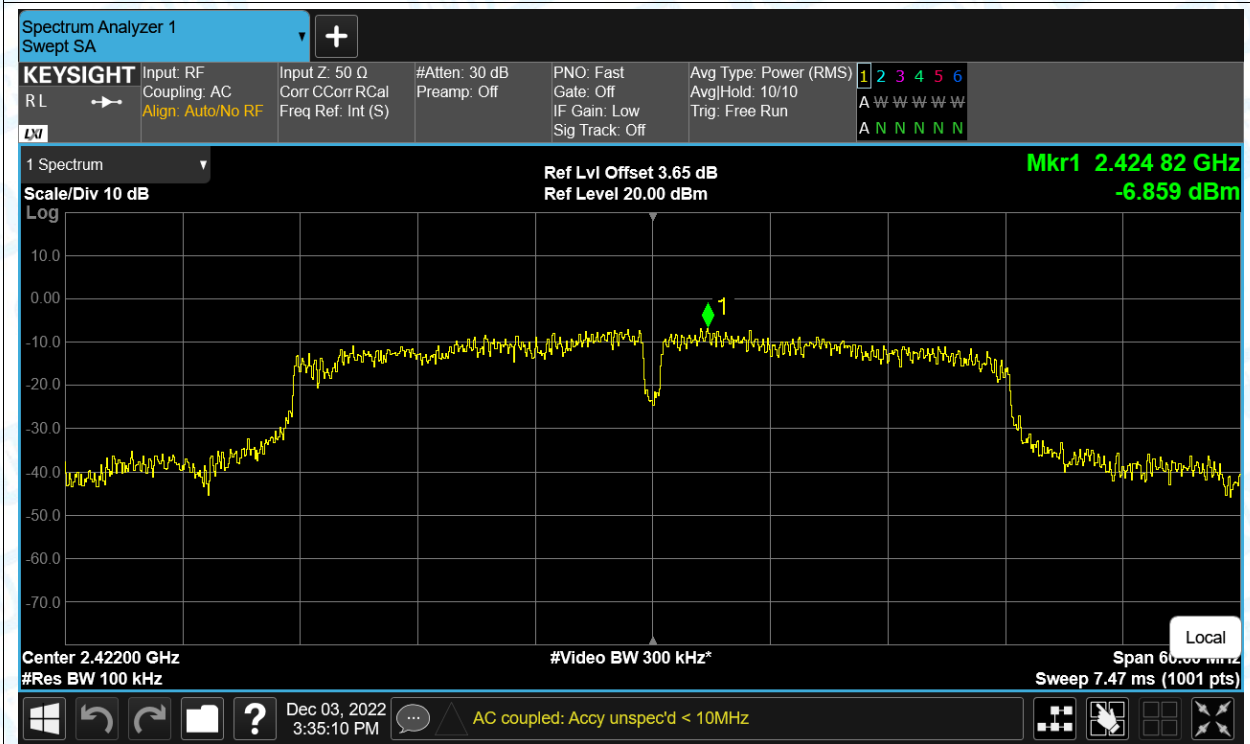 Spectrum Analyzer 1
Swept SA
KEYSIGHT
R L
LXI
Input: RF
Coupling: AC
Align: Auto/No RF
Input Z: 50 Ω
Corr CCorr RCal
Freq Ref: Int (S)
#Atten: 30 dB
Preamp: Off
PNO: Fast
Gate: Off
IF Gain: Low
Sig Track: Off
Avg Type: Power (RMS)
Avg|Hold: 10/10
Trig: Free Run
1 2 3 4 5 6
A W W W W W
A N N N N N
1 Spectrum
Scale/Div 10 dB
Log
Ref Lvl Offset 3.65 dB
Ref Level 20.00 dBm
Mkr1 2.424 82 GHz
-6.859 dBm
10.0
0.00
-10.0
-20.0
-30.0
-40.0
-50.0
-60.0
-70.0
1
Local
Center 2.42200 GHz
#Video BW 300 kHz*
Span 60.00 MHz
#Res BW 100 kHz
Sweep 7.47 ms (1001 pts)
?
Dec 03, 2022
3:35:10 PM
AC coupled: Accy unspec'd < 10MHz